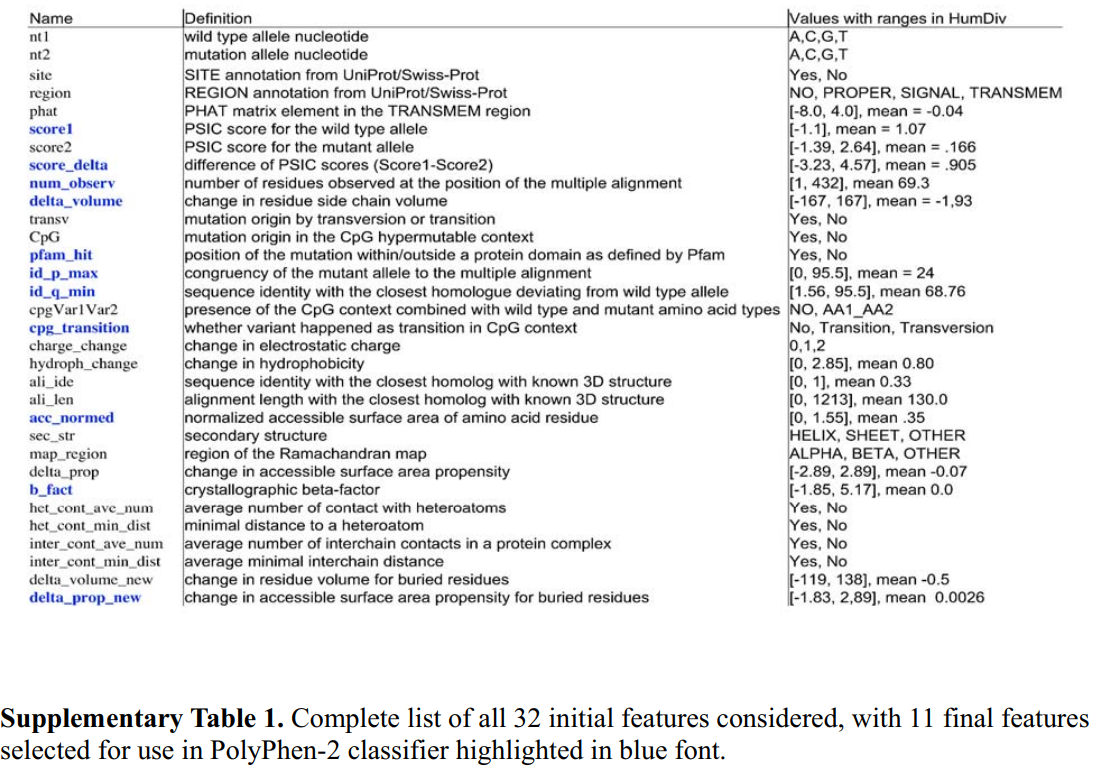 Name Definition Values with ranges in HumDiv
nt1 wild type allele nucleotide A,C,G,T
nt2 mutation allele nucleotide A,C,G,T
site SITE annotation from UniProt/Swiss-Prot Yes, No
region REGION annotation from UniProt/Swiss-Prot NO, PROPER, SIGNAL, TRANSMEM
phat PHAT matrix element in the TRANSMEM region [-8.0, 4.0], mean = -0.04
score1 PSIC score for the wild type allele [-1.1], mean = 1.07
score2 PSIC score for the mutant allele [-1.39, 2.64], mean = .166
score_delta difference of PSIC scores (Score1-Score2) [-3.23, 4.57], mean = .905
num_observ number of residues observed at the position of the multiple alignment [1, 432], mean 69.3
delta_volume change in residue side chain volume [-167, 167], mean = -1,93
transv mutation origin by transversion or transition Yes, No
CpG mutation origin in the CpG hypermutable context Yes, No
pfam_hit position of the mutation within/outside a protein domain as defined by Pfam Yes, No
id_p_max congruency of the mutant allele to the multiple alignment [0, 95.5], mean = 24
id_q_min sequence identity with the closest homologue deviating from wild type allele [1.56, 95.5], mean 68.76
cpgVar1Var2 presence of the CpG context combined with wild type and mutant amino acid types NO, AA1_AA2
cpg_transition whether variant happened as transition in CpG context No, Transition, Transversion
charge_change change in electrostatic charge 0,1,2
hydroph_change change in hydrophobicity [0, 2.85], mean 0.80
ali_ide sequence identity with the closest homolog with known 3D structure [0, 1], mean 0.33
ali_len alignment length with the closest homolog with known 3D structure [0, 1213], mean 130.0
acc_normed normalized accessible surface area of amino acid residue [0, 1.55], mean .35
sec_str secondary structure HELIX, SHEET, OTHER
map_region region of the Ramachandran map ALPHA, BETA, OTHER
delta_prop change in accessible surface area propensity [-2.89, 2.89], mean -0.07
b_fact crystallographic beta-factor [-1.85, 5.17], mean 0.0
het_cont_ave_num average number of contact with heteroatoms Yes, No
het_cont_min_dist minimal distance to a heteroatom Yes, No
inter_cont_ave_num average number of interchain contacts in a protein complex Yes, No
inter_cont_min_dist average minimal interchain distance Yes, No
delta_volume_new change in residue volume for buried residues [-119, 138], mean -0.5
delta_prop_new change in accessible surface area propensity for buried residues [-1.83, 2,89], mean 0.0026
Supplementary Table 1. Complete list of all 32 initial features considered, with 11 final features
selected for use in PolyPhen-2 classifier highlighted in blue font.